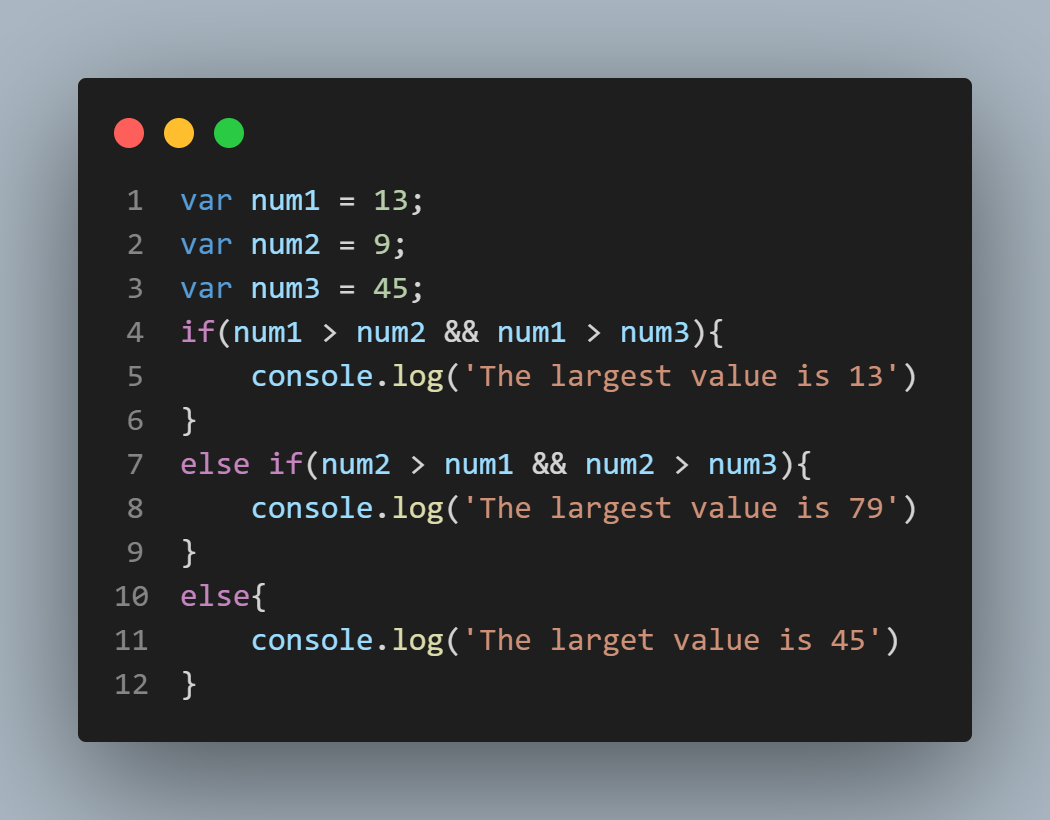 1 var num1 = 13;
2 var num2 = 9;
3 var num3 = 45;
4 if(num1 > num2 && num1 > num3){
5     console.log('The largest value is 13')
6 }
7 else if(num2 > num1 && num2 > num3){
8     console.log('The largest value is 79')
9 }
10 else{
11     console.log('The larget value is 45')
12 }